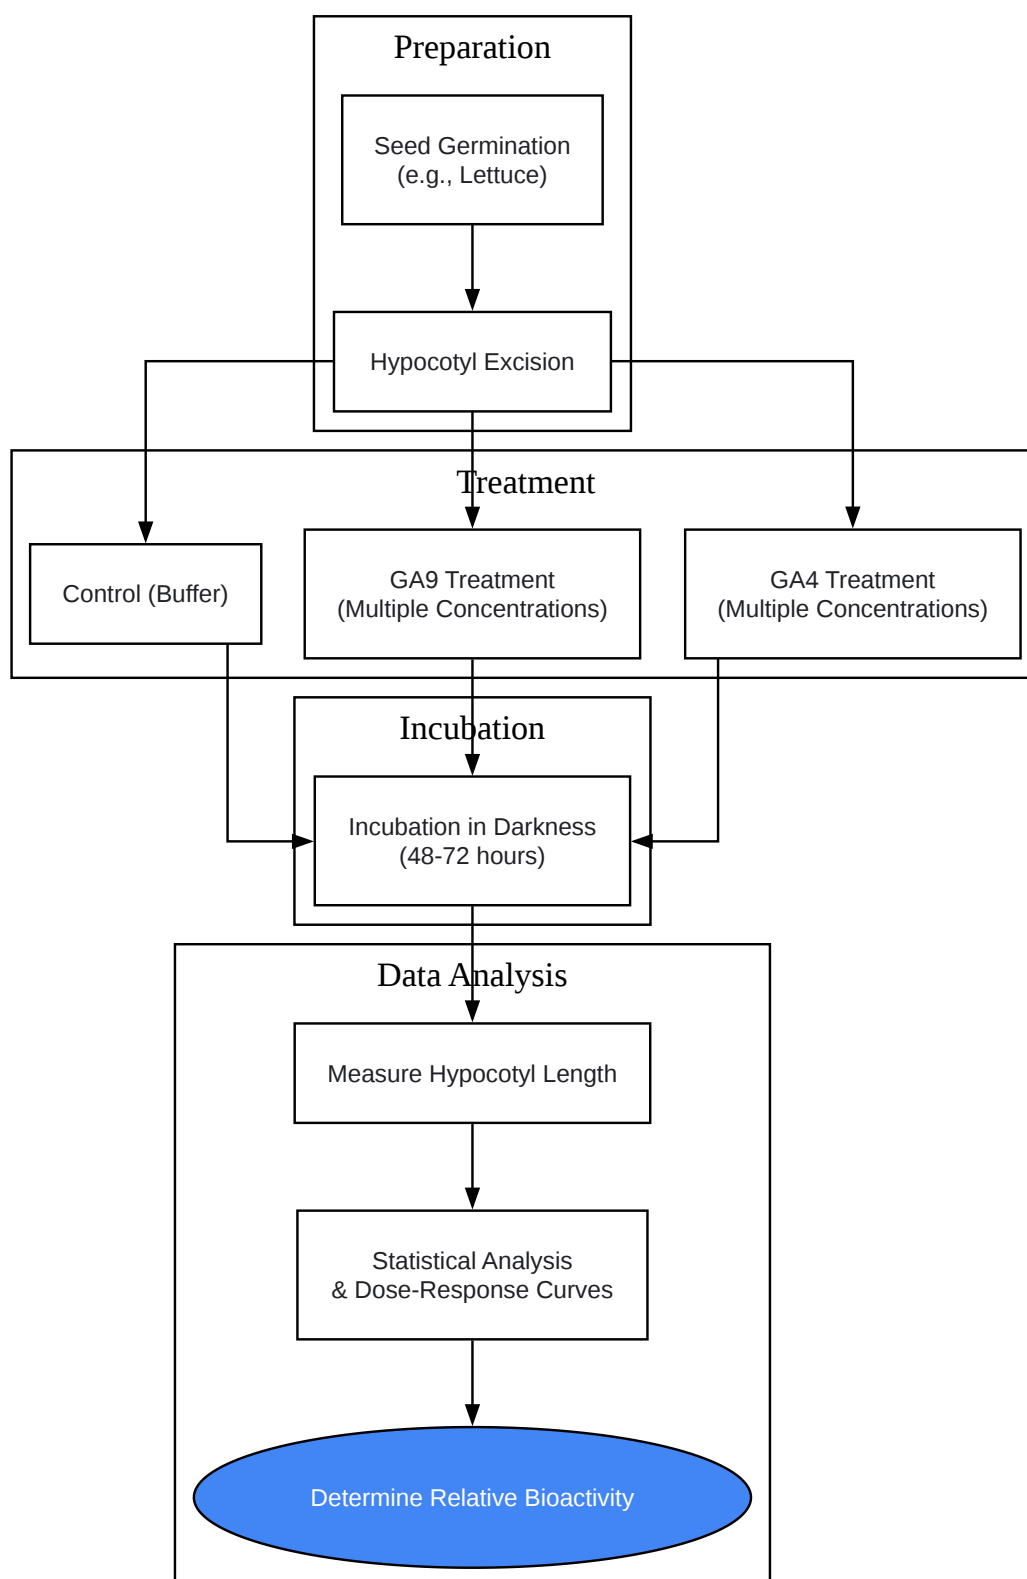 Preparation
Seed Germination
(e.g., Lettuce)
Hypocotyl Excision
Treatment
Control (Buffer)
GA9 Treatment
(Multiple Concentrations)
GA4 Treatment
(Multiple Concentrations)
Incubation
Incubation in Darkness
(48-72 hours)
Data Analysis
Measure Hypocotyl Length
Statistical Analysis
& Dose-Response Curves
Determine Relative Bioactivity